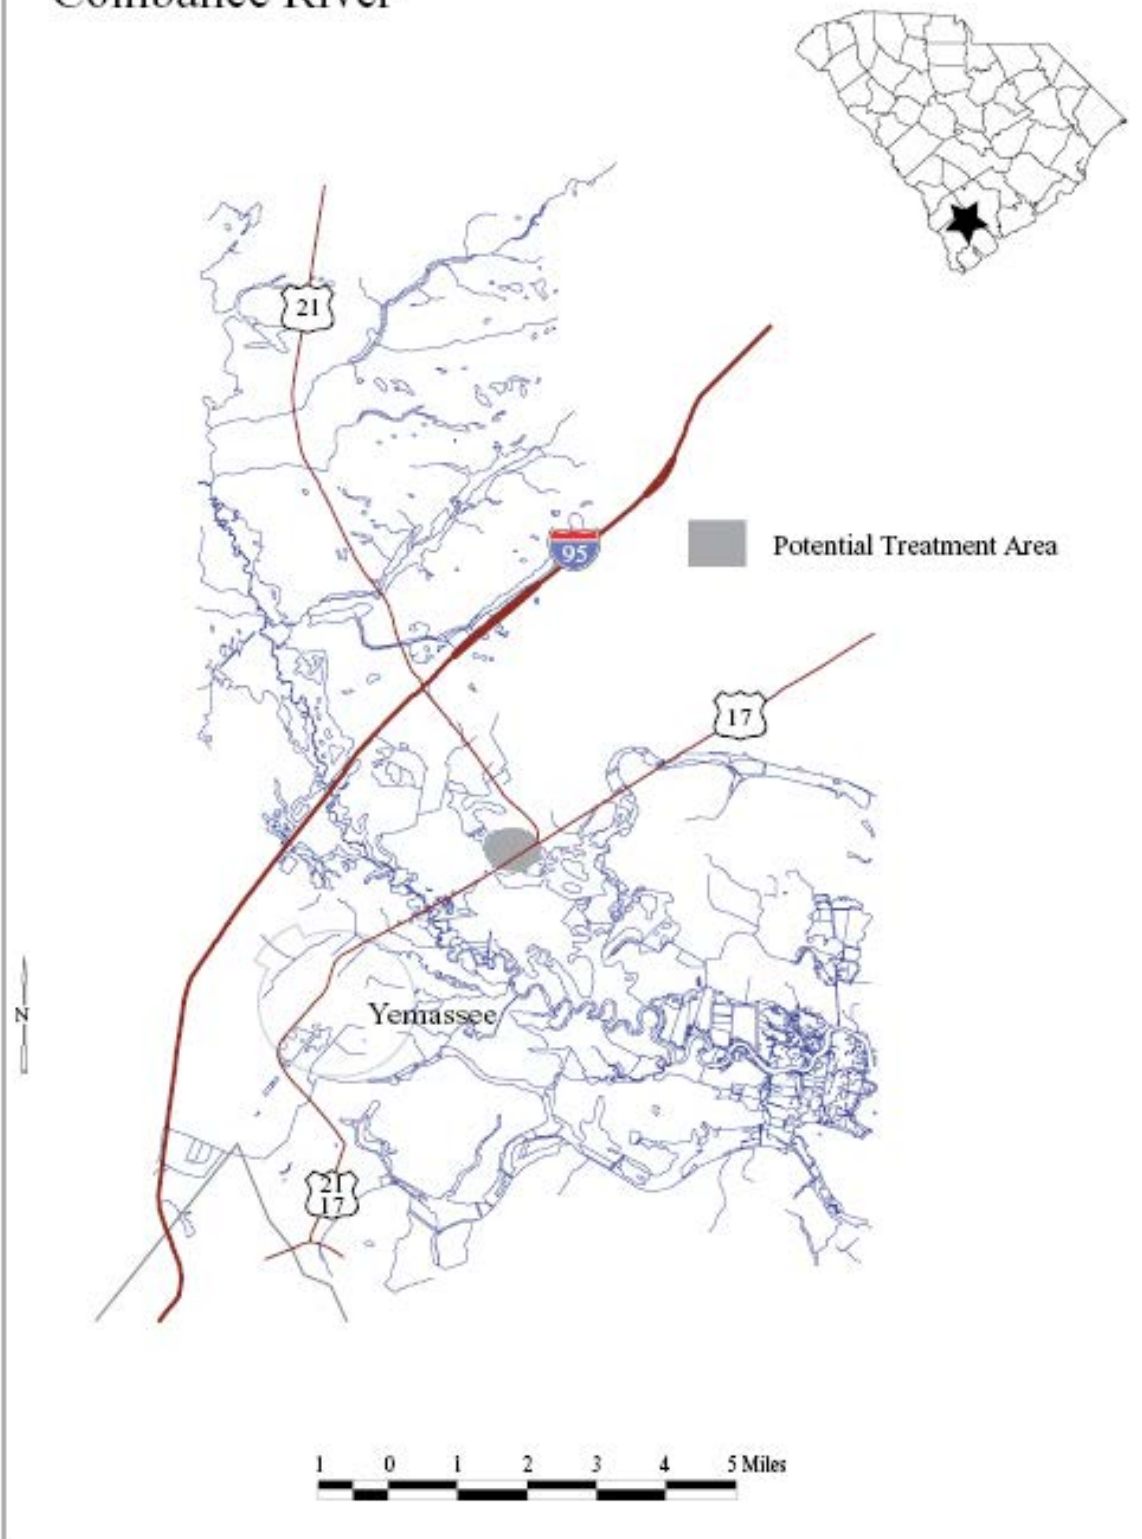 Combahee River
21
95
Potential Treatment Area
17
Yemassee
N
21
17
1 0 1 2 3 4 5 Miles